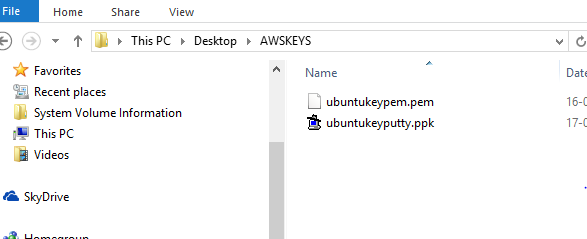 File Home Share View
This PC Desktop AWSKEYS
Favorites
Recent places
System Volume Information
This PC
Videos
SkyDrive
Homegroup
Name
ubuntukeypem.pem 16-0
ubuntukeyputty.ppk 17-0